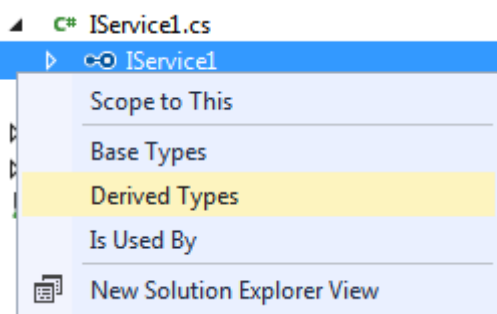 C# IService1.cs
IService1
Scope to This
Base Types
Derived Types
Is Used By
New Solution Explorer View